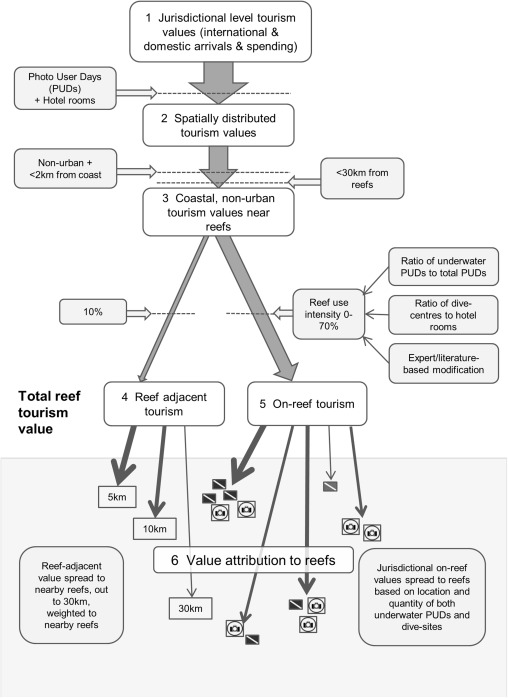 1 Jurisdictional level tourism
values (international &
domestic arrivals & spending)
Photo User Days
(PUDs)
+ Hotel rooms
2 Spatially distributed
tourism values
Non-urban +
<2km from coast
<30km from
reefs
3 Coastal, non-urban
tourism values near
reefs
Ratio of underwater
PUDs to total PUDs
10%
Reef use
intensity 0-
70%
Ratio of dive-
centres to hotel
rooms
Expert/literature-
based modification
Total reef
tourism
value
4 Reef adjacent
tourism
5 On-reef tourism
5km
10km
6 Value attribution to reefs
Reef-adjacent
value spread to
nearby reefs, out
to 30km,
weighted to
nearby reefs
30km
Jurisdictional on-reef
values spread to reefs
based on location and
quantity of both
underwater PUDs and
dive-sites